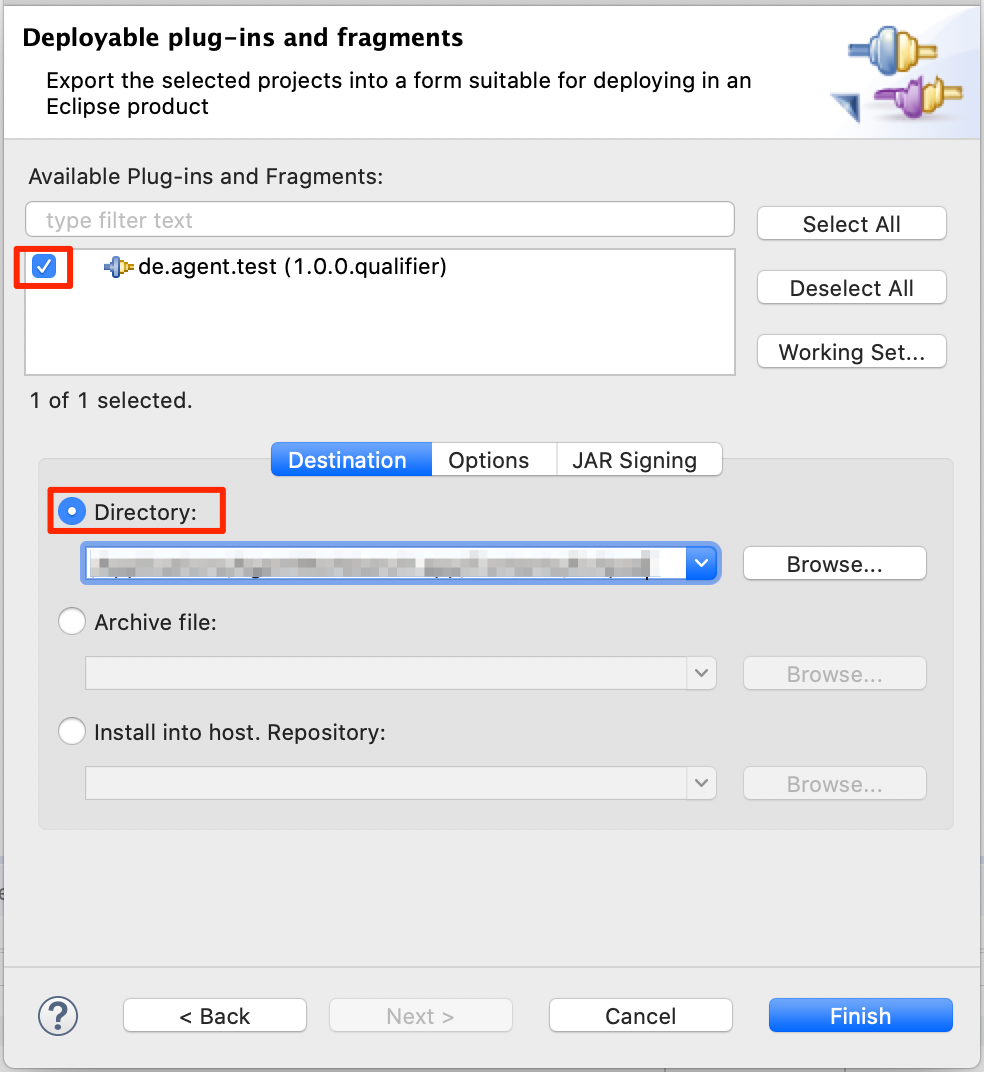 Deployable plug-ins and fragments
Export the selected projects into a form suitable for deploying in an
Eclipse product
Available Plug-ins and Fragments:
type filter text
Select All
de.agent.test (1.0.0.qualifier)
Deselect All
Working Set...
1 of 1 selected.
Destination Options JAR Signing
Directory:
Browse...
Archive file:
Browse...
Install into host. Repository:
Browse...
? < Back Next > Cancel Finish